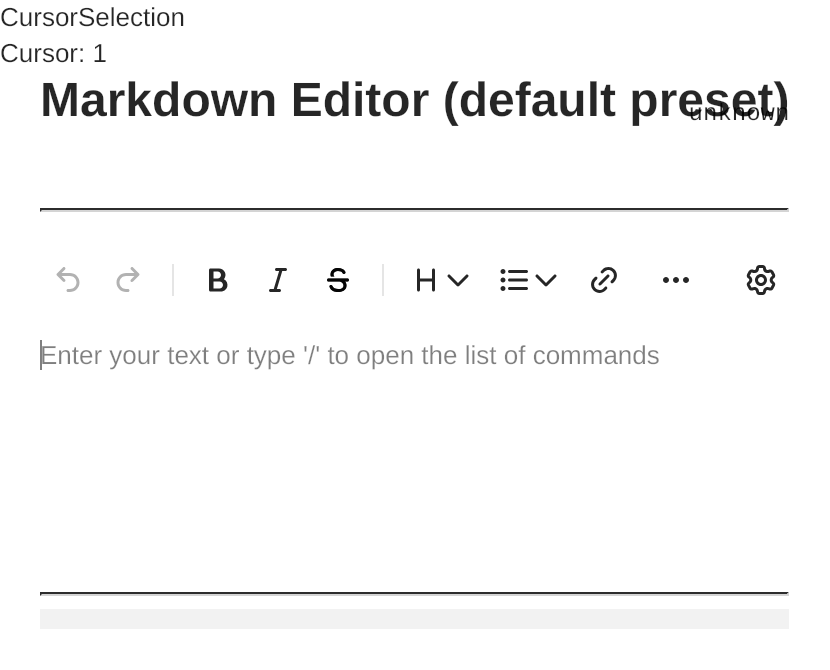 CursorSelection
Cursor: 1
Markdown Editor (default preset)
unknown
B I S H
Enter your text or type '/' to open the list of commands